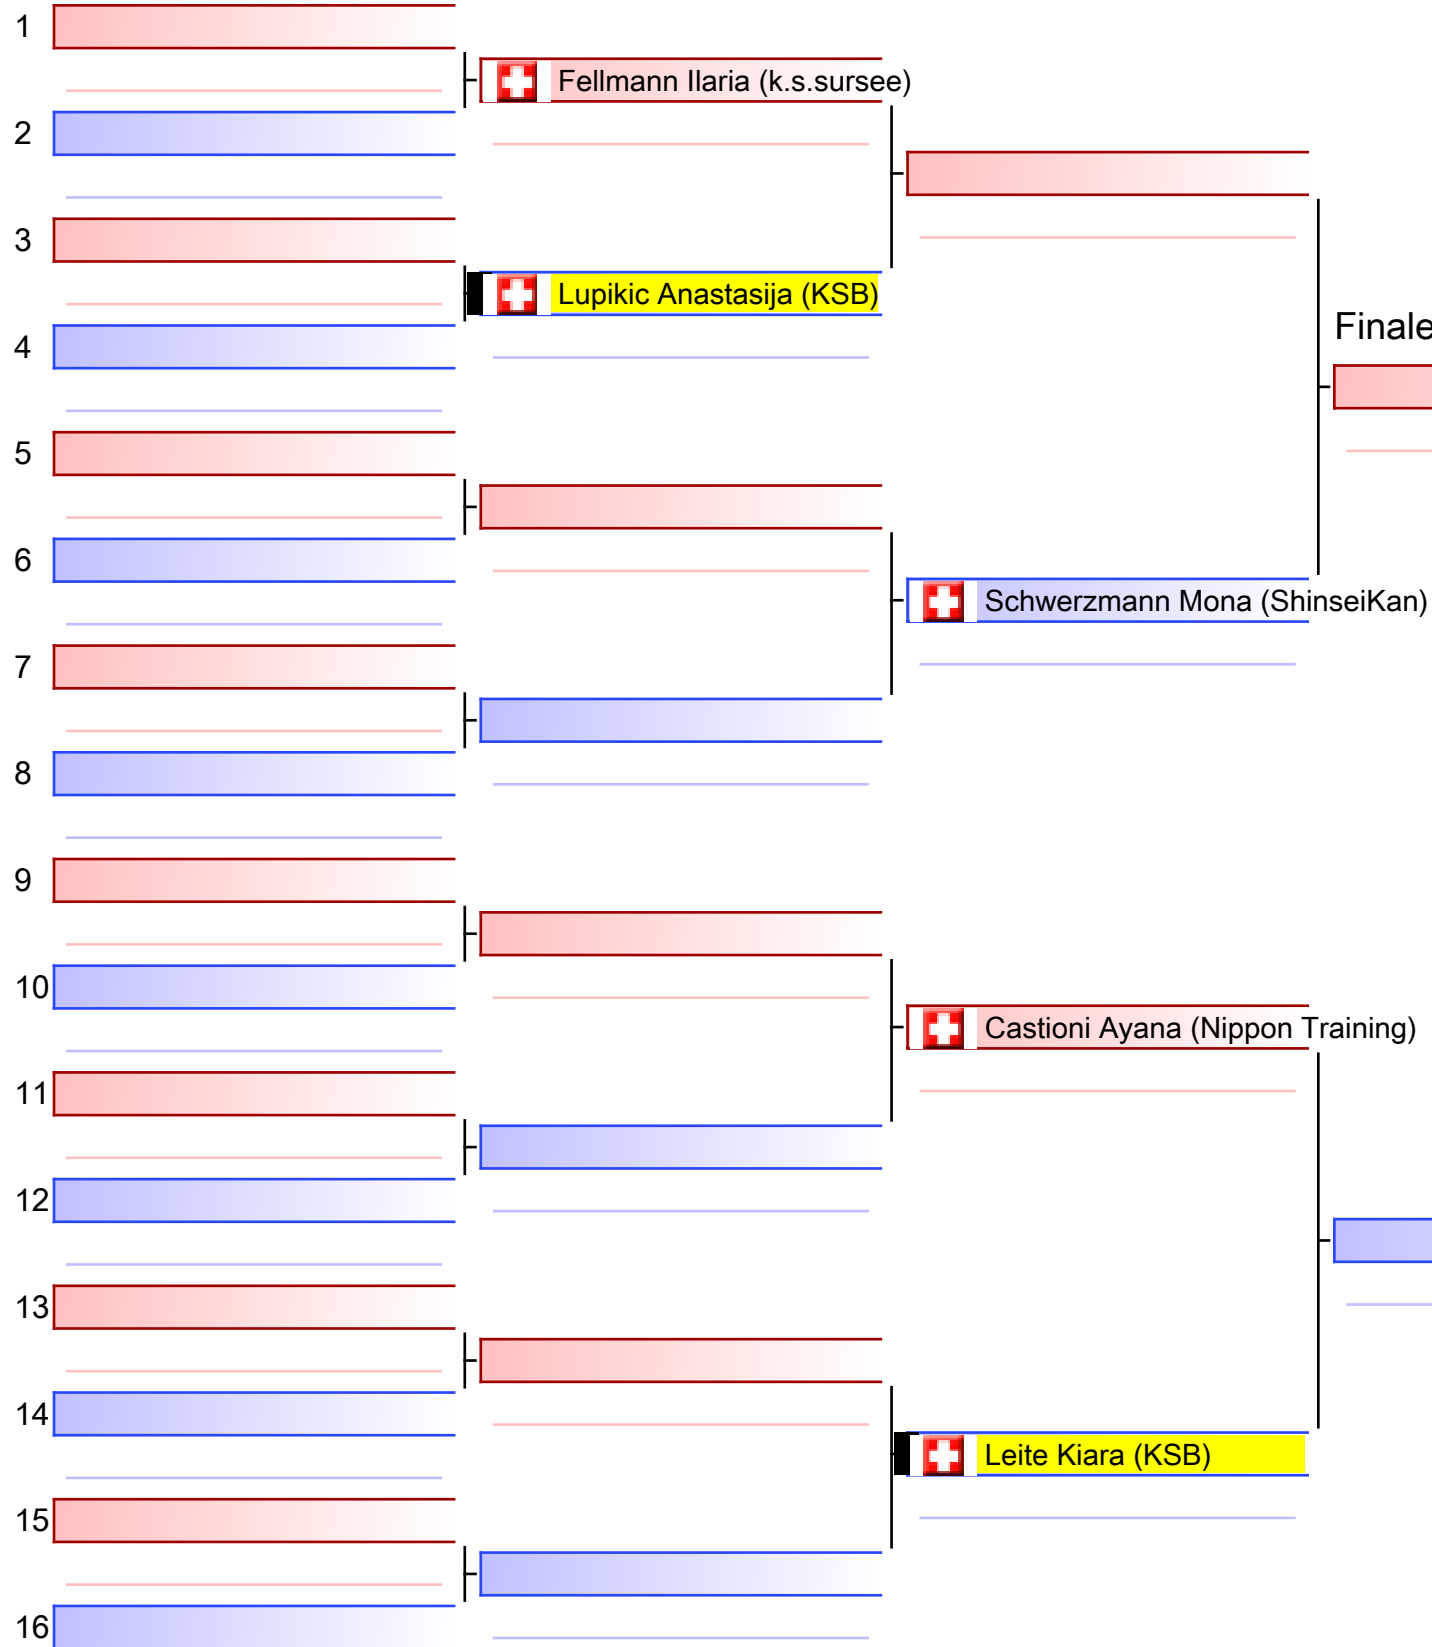 1
Fellmann Ilaria (k.s.sursee)
2
3
Lupikic Anastasija (KSB)
Finale
4
5
6
Schwerzmann Mona (ShinseiKan)
7
8
9
10
Castioni Ayana (Nippon Training)
11
12
13
14
Leite Kiara (KSB)
15
16